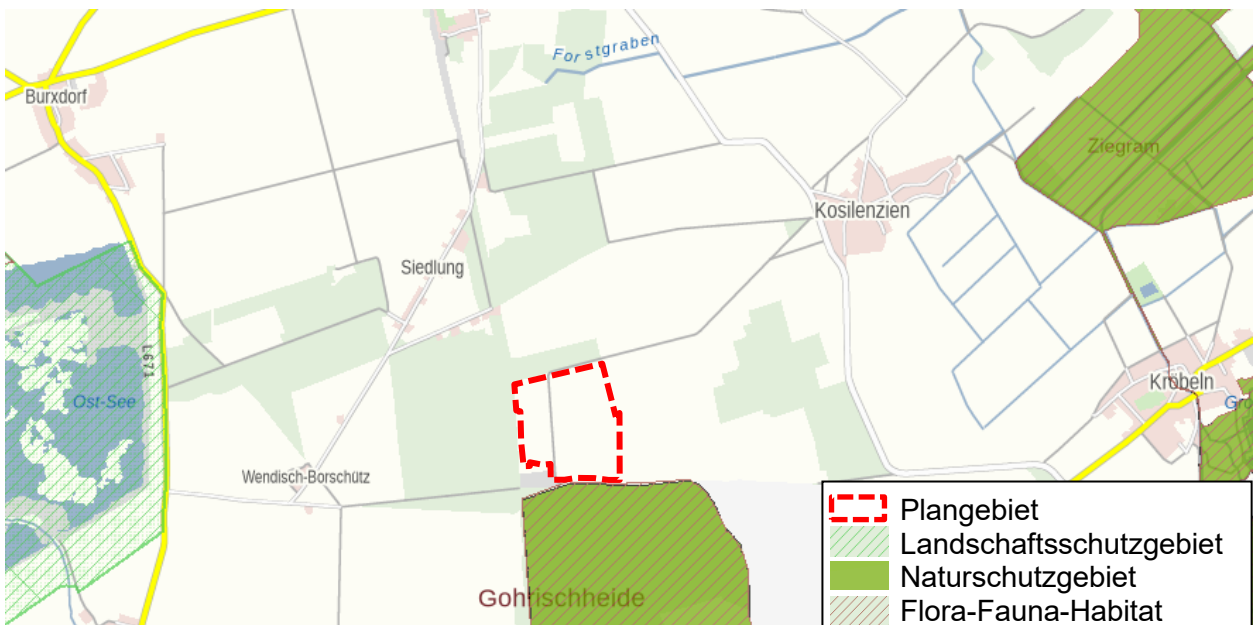 Forstgraben
Burxdorf
Ziegram
Kosilenzien
Siedlung
L671
Ost-See
Kröbeln
G
Wendisch-Borschütz
Gohrischheide
Plangebiet
Landschaftsschutzgebiet
Naturschutzgebiet
Flora-Fauna-Habitat